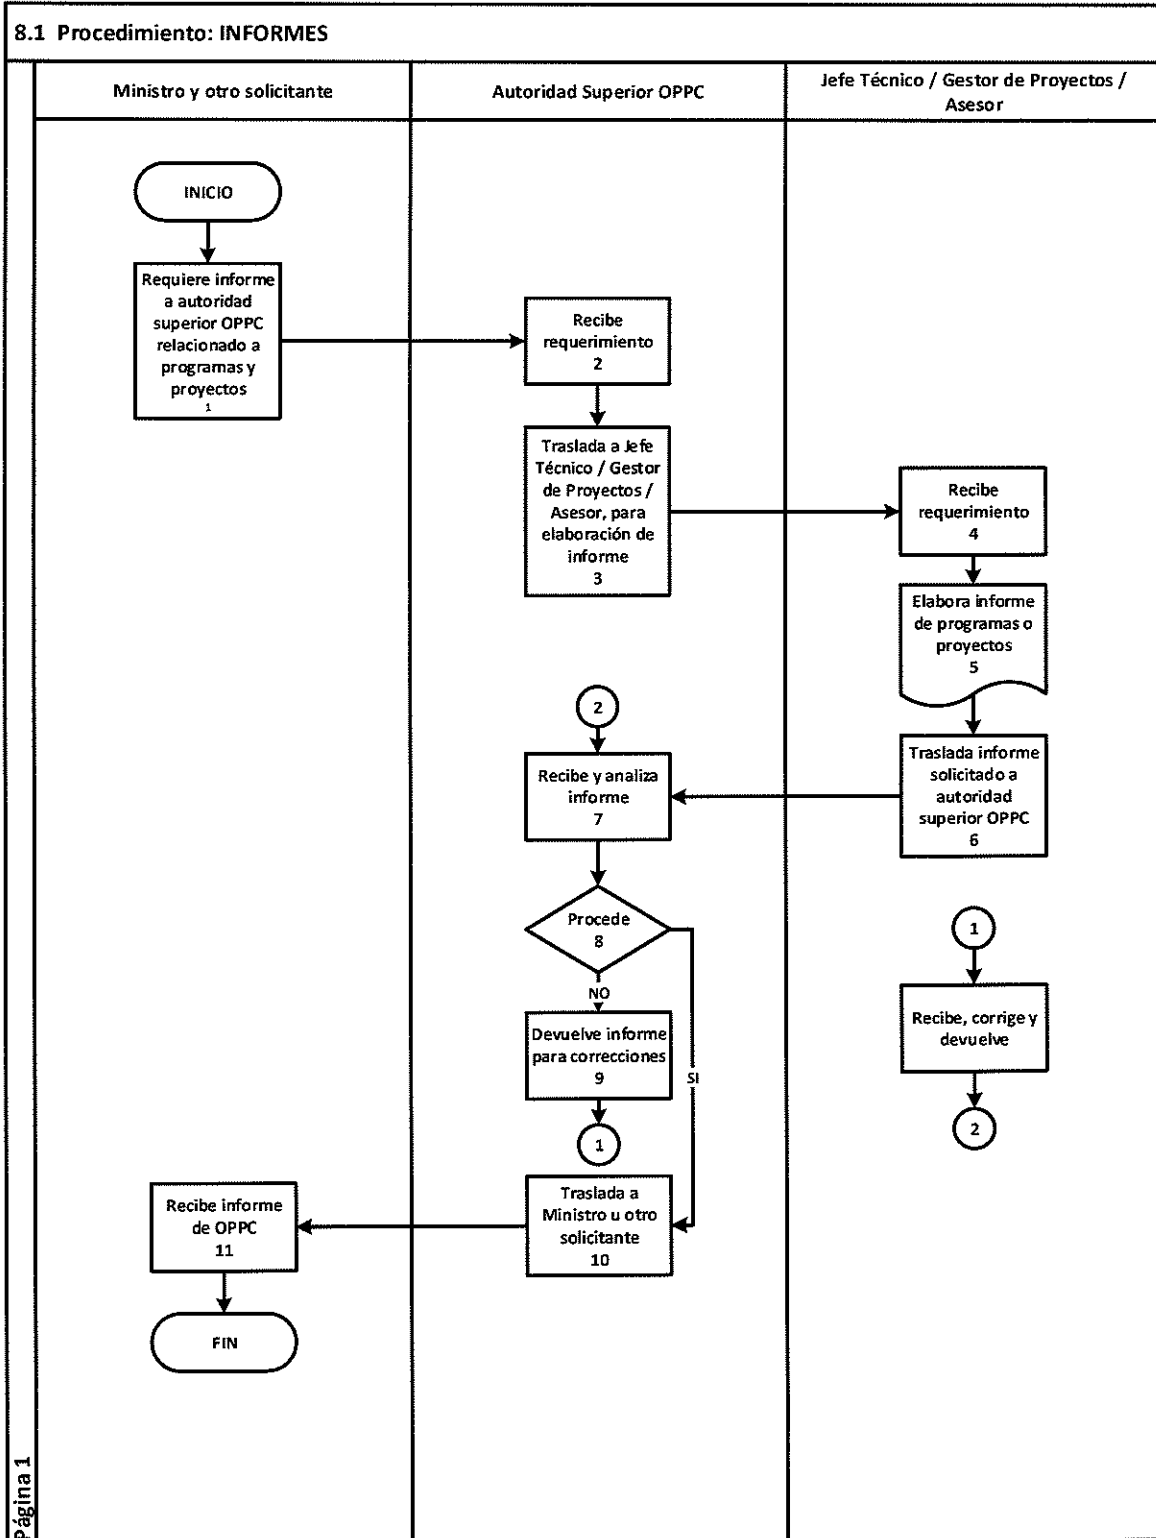 8.1 Procedimiento: INFORMES
Ministro y otro solicitante
Autoridad Superior OPPC
Jefe Técnico / Gestor de Proyectos /
Asesor
INICIO
Requiere informe
a autoridad
superior OPPC
relacionado a
programas y
proyectos
1
Recibe
requerimiento
2
Traslada a Jefe
Técnico / Gestor
de Proyectos /
Asesor, para
elaboración de
informe
3
Recibe
requerimiento
4
Elabora informe
de programas o
proyectos
5
Traslada informe
solicitado a
autoridad
superior OPPC
6
2
Recibe y analiza
informe
7
Procede
8
NO
SI
Devuelve informe
para correcciones
9
1
1
Recibe, corrige y
devuelve
2
Traslada a
Ministro u otro
solicitante
10
Recibe informe
de OPPC
11
FIN
Página 1